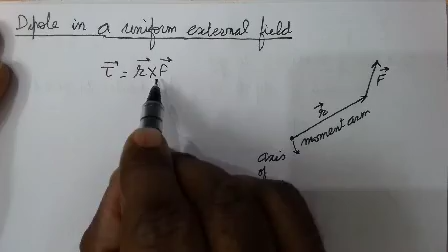 Dipole in a uniform external field
τ⃗ = r⃗ × F⃗
F⃗
r⃗
moment arm
axis
of